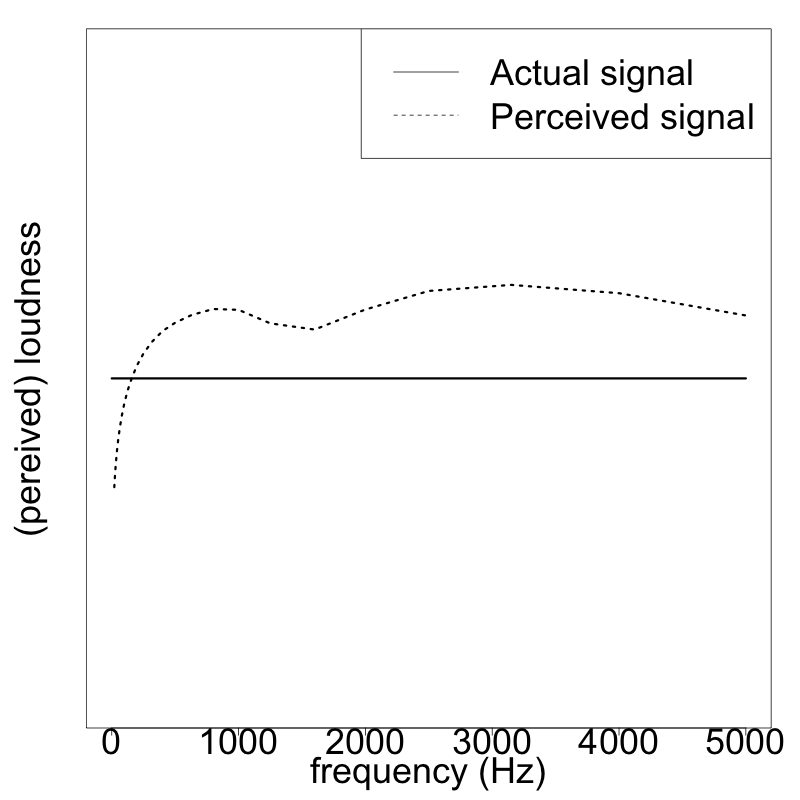 Actual signal
Perceived signal
(pereived) loudness
0 1000 2000 3000 4000 5000
frequency (Hz)